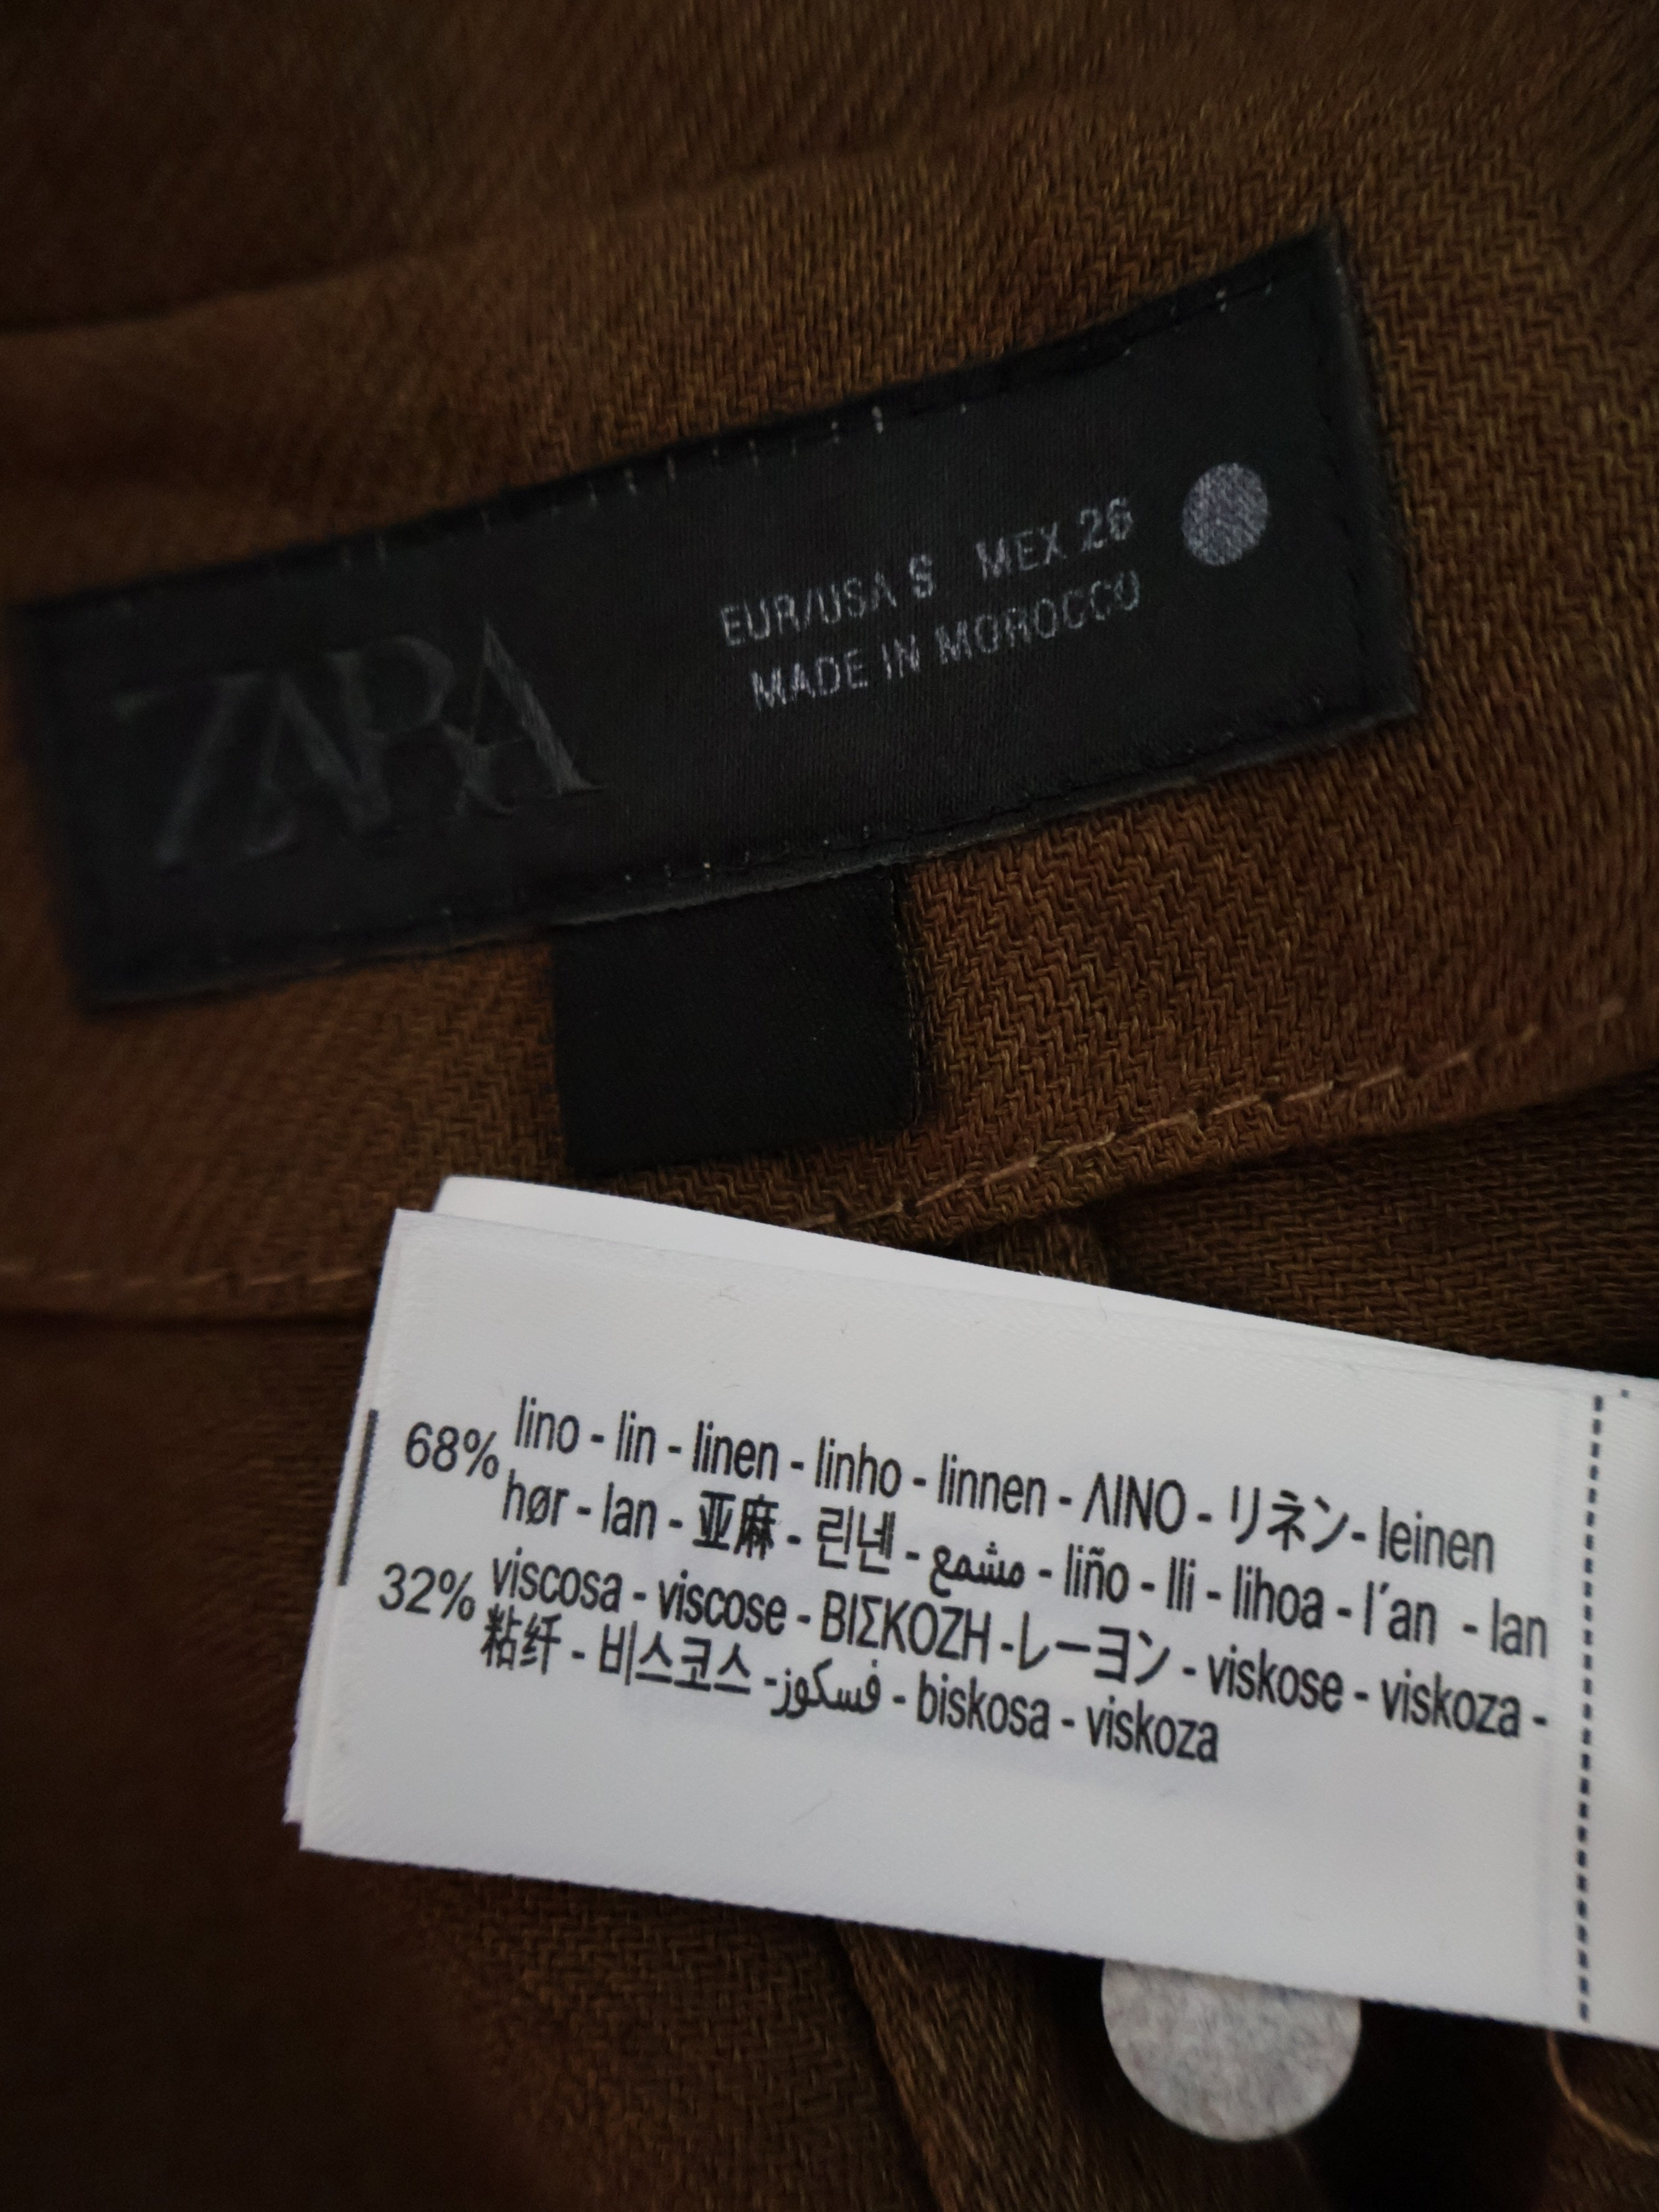 ZARA
EUR/USA S MEX 26
MADE IN MOROCCO
68% lino - lin - linen - linho - linnen - ΛΙΝΟ - リネン- leinen
hør - lan - 亚麻 - 린넨 - مشمع - liño - lli - lihoa - l´an - lan
32% viscosa - viscose - ΒΙΣΚΟΖΗ -レーヨン - viskose - viskoza -
粘纤 - 비스코스 -فسكوز - biskosa - viskoza